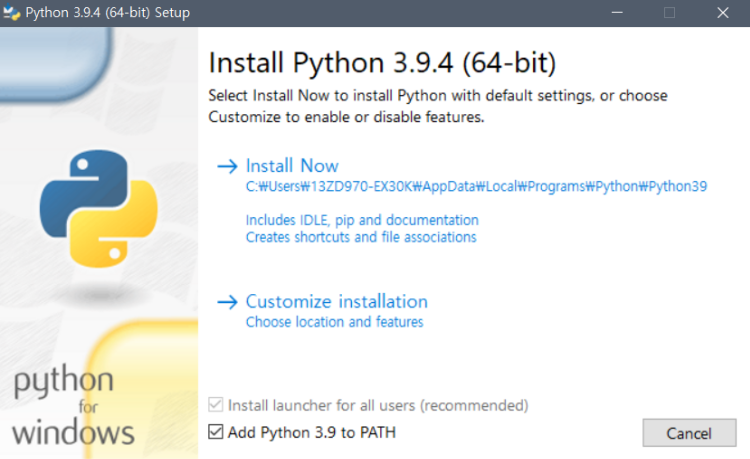 Python 3.9.4 (64-bit) Setup
Install Python 3.9.4 (64-bit)
Select Install Now to install Python with default settings, or choose
Customize to enable or disable features.
Install Now
C:₩Users₩13ZD970-EX30K₩AppData₩Local₩Programs₩Python₩Python39
Includes IDLE, pip and documentation
Creates shortcuts and file associations
Customize installation
Choose location and features
python
for
windows
Install launcher for all users (recommended)
Add Python 3.9 to PATH
Cancel